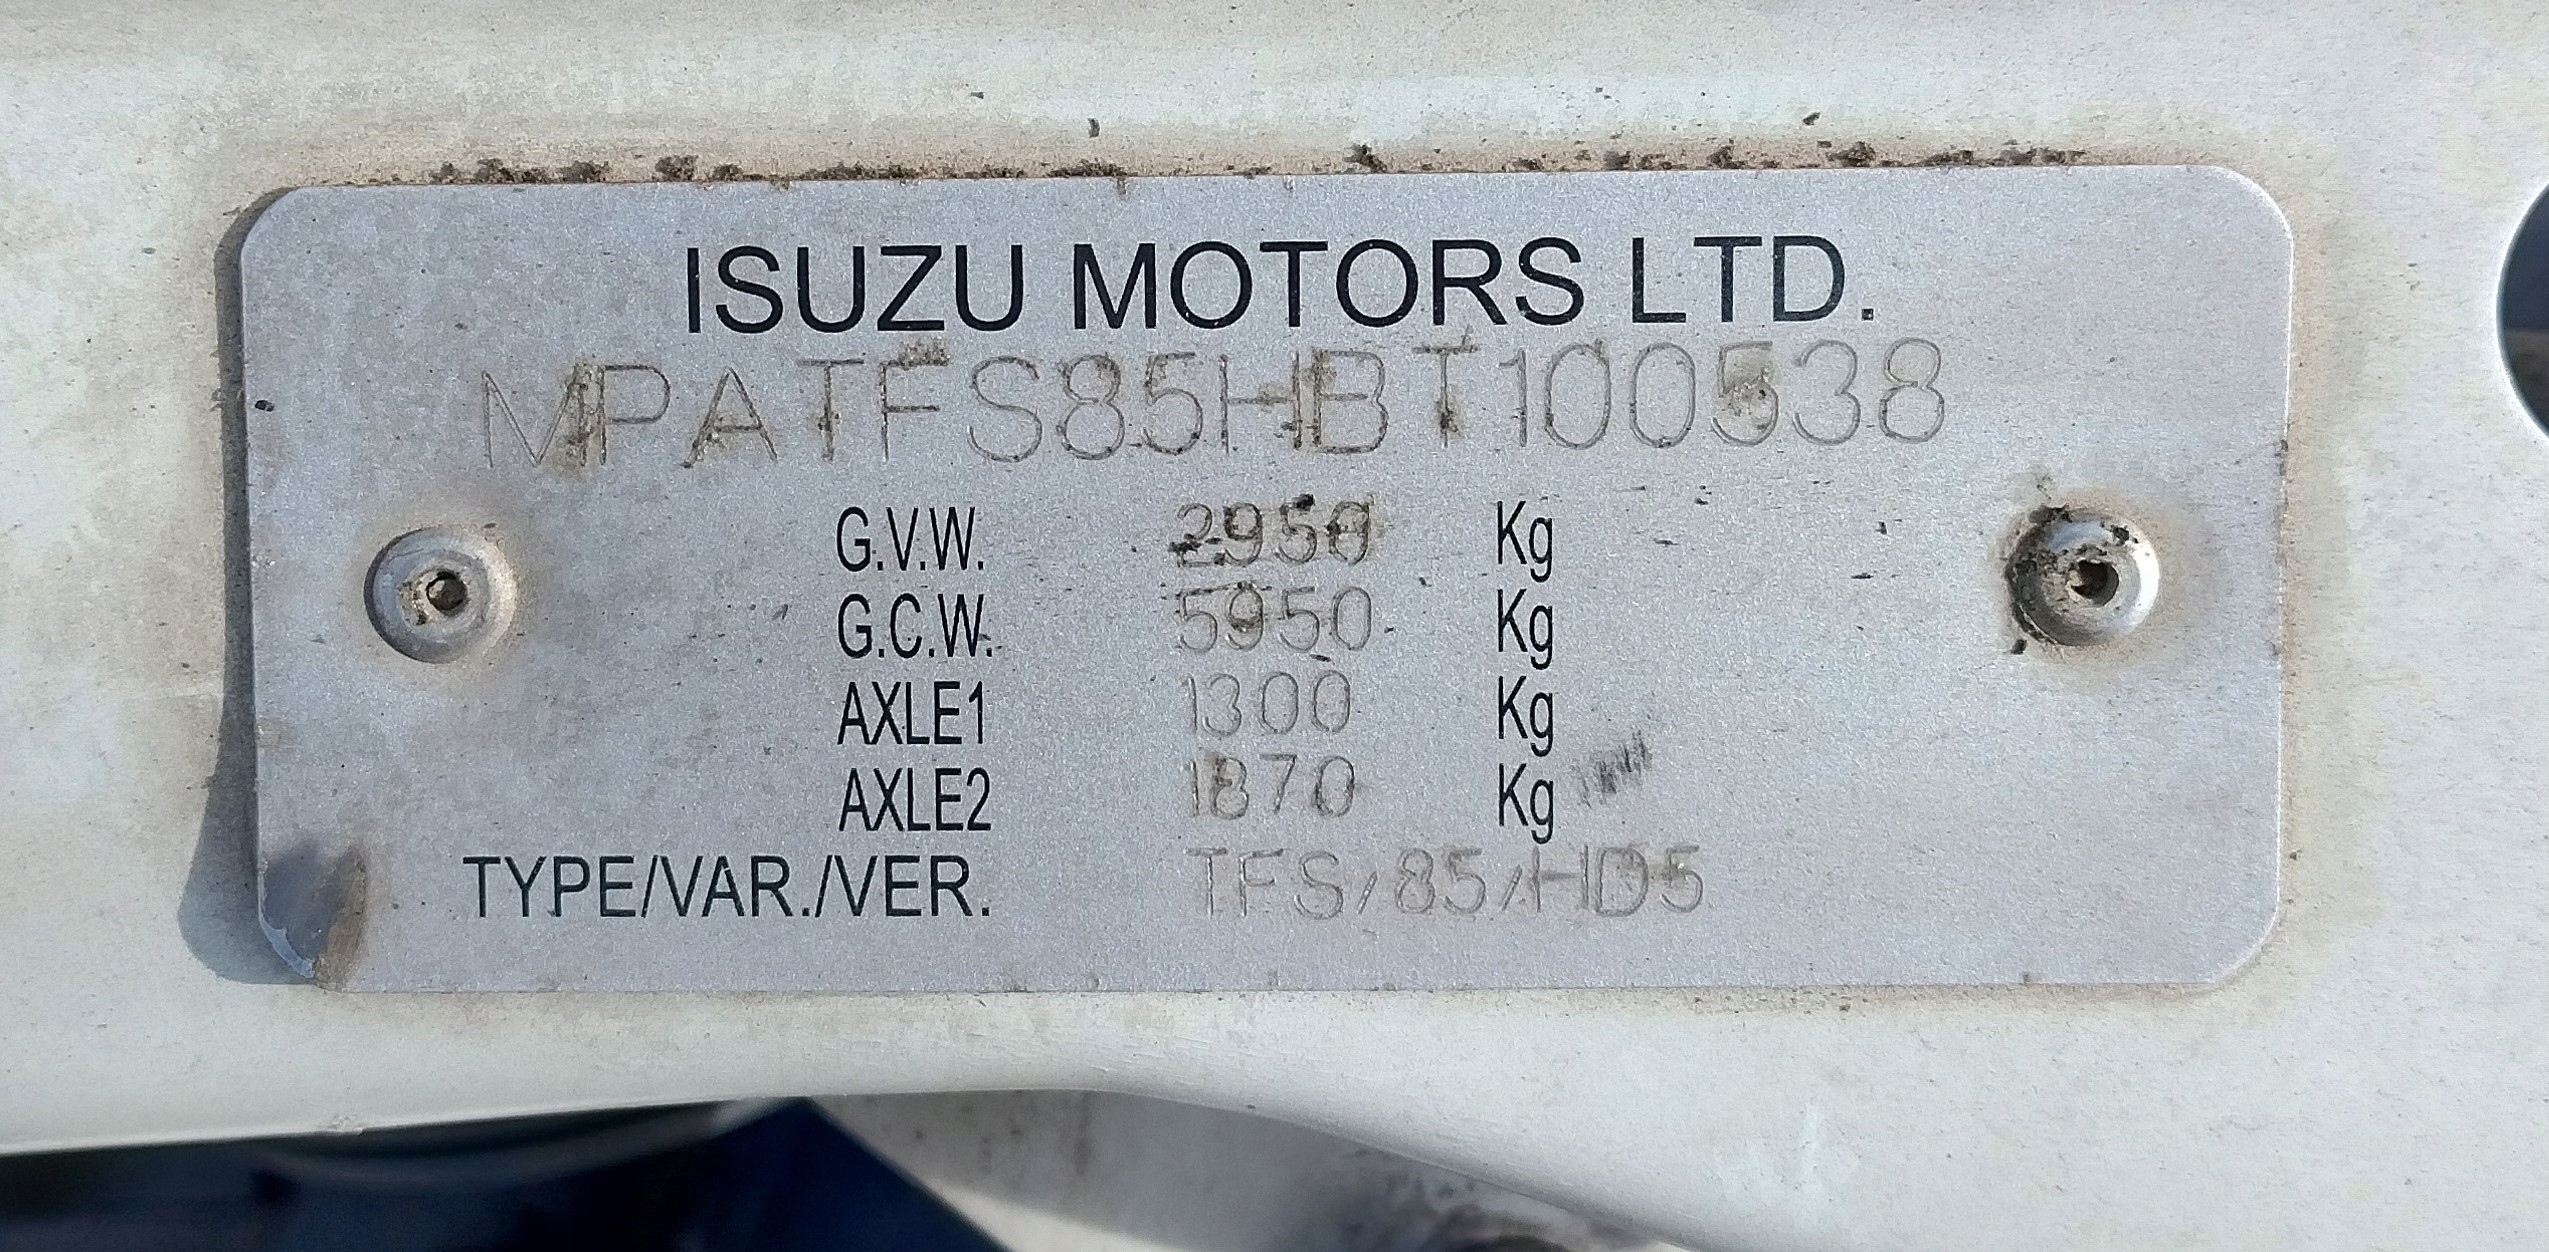 ISUZU MOTORS LTD.
MPATFS85HBT100538
G.V.W. 2950 Kg
G.C.W. 5950 Kg
AXLE1 1300 Kg
AXLE2 1870 Kg
TYPE/VAR./VER. TFS/85/HD5